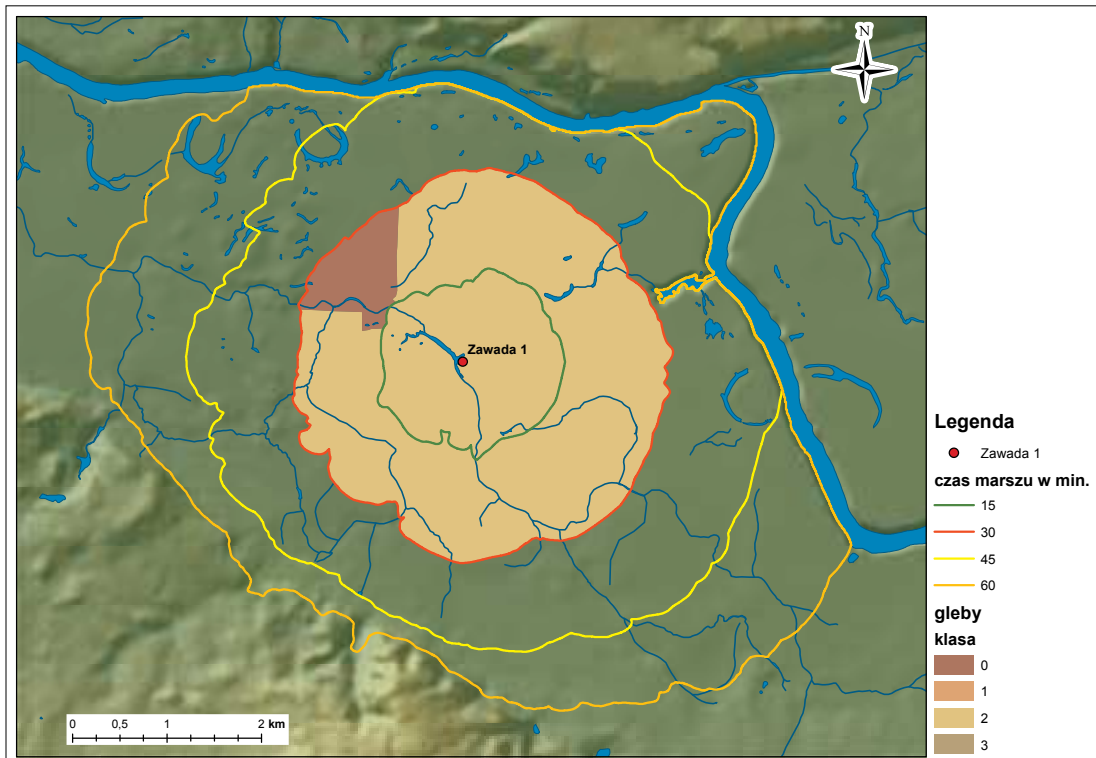 N
Zawada 1
Legenda
Zawada 1
czas marszu w min.
15
30
45
60
gleby
klasa
0
1
2
3
0 0,5 1 2 km